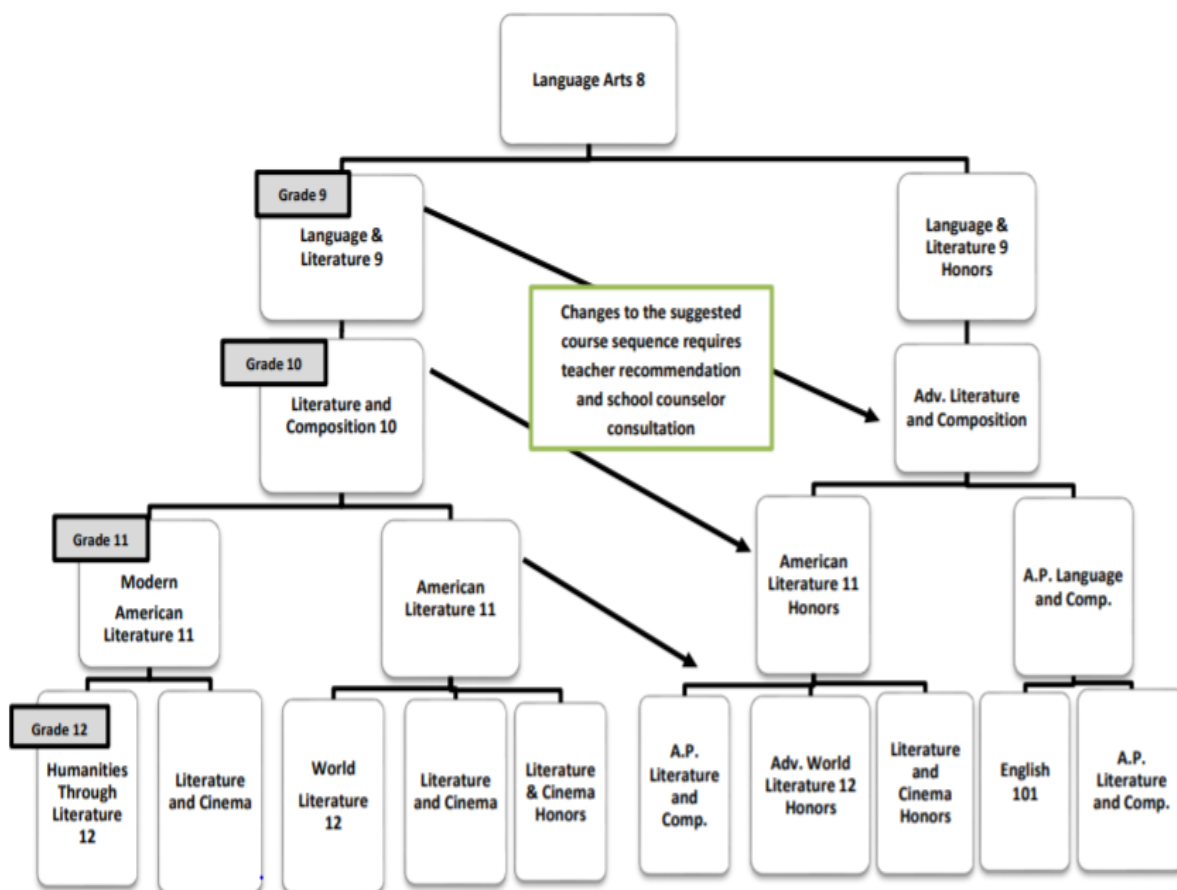 Language Arts 8
Grade 9
Language &
Literature 9
Language &
Literature 9
Honors
Changes to the suggested
course sequence requires
teacher recommendation
and school counselor
consultation
Grade 10
Literature and
Composition 10
Adv. Literature
and Composition
Grade 11
Modern
American
Literature 11
American
Literature 11
American
Literature 11
Honors
A.P. Language
and Comp.
Grade 12
Humanities
Through
Literature
12
Literature
and Cinema
World
Literature
12
Literature
and Cinema
Literature
& Cinema
Honors
A.P.
Literature
and
Comp.
Adv. World
Literature 12
Honors
Literature
and
Cinema
Honors
English
101
A.P.
Literature
and Comp.